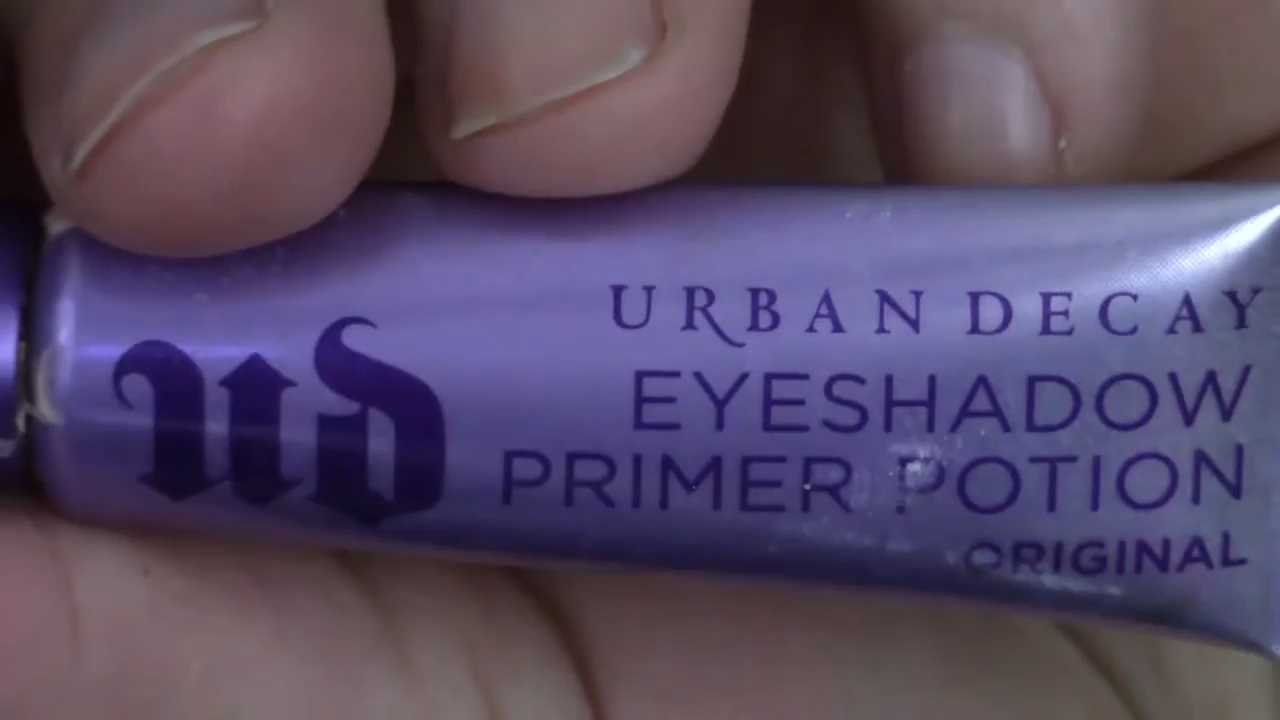 ud
URBAN DECAY
EYESHADOW
PRIMER POTION
ORIGINAL